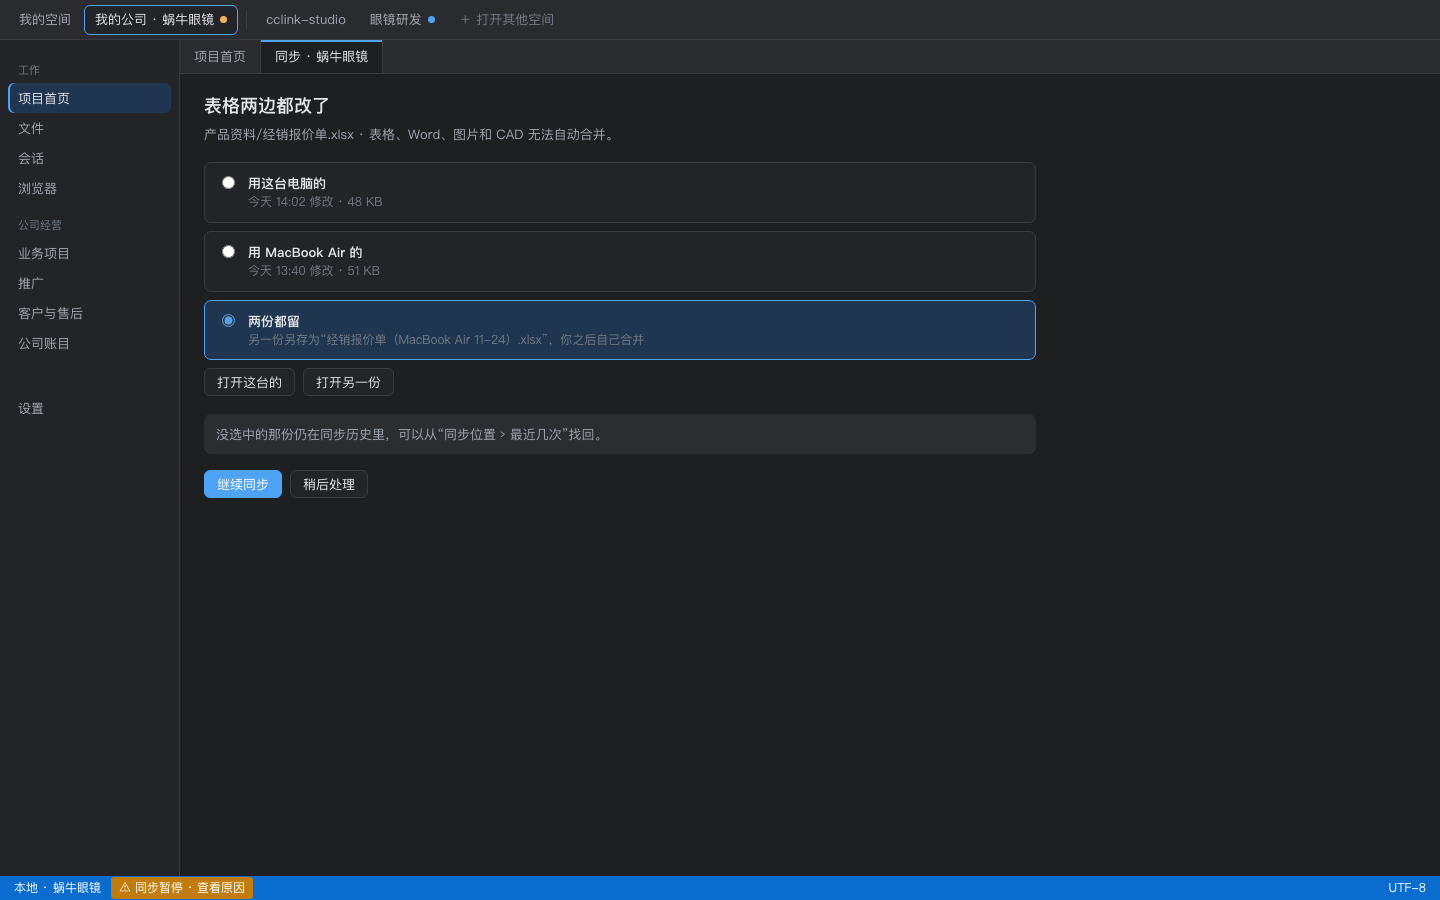 我的空间
我的公司 · 蜗牛眼镜
cclink-studio
眼镜研发
+ 打开其他空间
工作
项目首页
文件
会话
浏览器
公司经营
业务项目
推广
客户与售后
公司账目
设置
项目首页
同步 · 蜗牛眼镜
表格两边都改了
产品资料/经销报价单.xlsx · 表格、Word、图片和 CAD 无法自动合并。
用这台电脑的
今天 14:02 修改 · 48 KB
用 MacBook Air 的
今天 13:40 修改 · 51 KB
两份都留
另一份另存为“经销报价单（MacBook Air 11-24）.xlsx”，你之后自己合并
打开这台的
打开另一份
没选中的那份仍在同步历史里，可以从“同步位置 › 最近几次”找回。
继续同步
稍后处理
本地 · 蜗牛眼镜
⚠ 同步暂停 · 查看原因
UTF-8